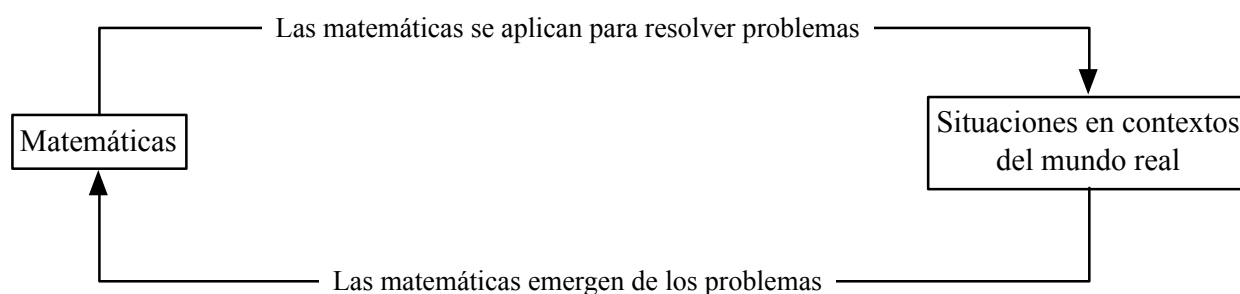 Las matemáticas se aplican para resolver problemas
Matemáticas
Situaciones en contextos
del mundo real
Las matemáticas emergen de los problemas